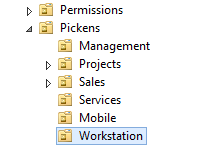 Permissions
Pickens
Management
Projects
Sales
Services
Mobile
Workstation